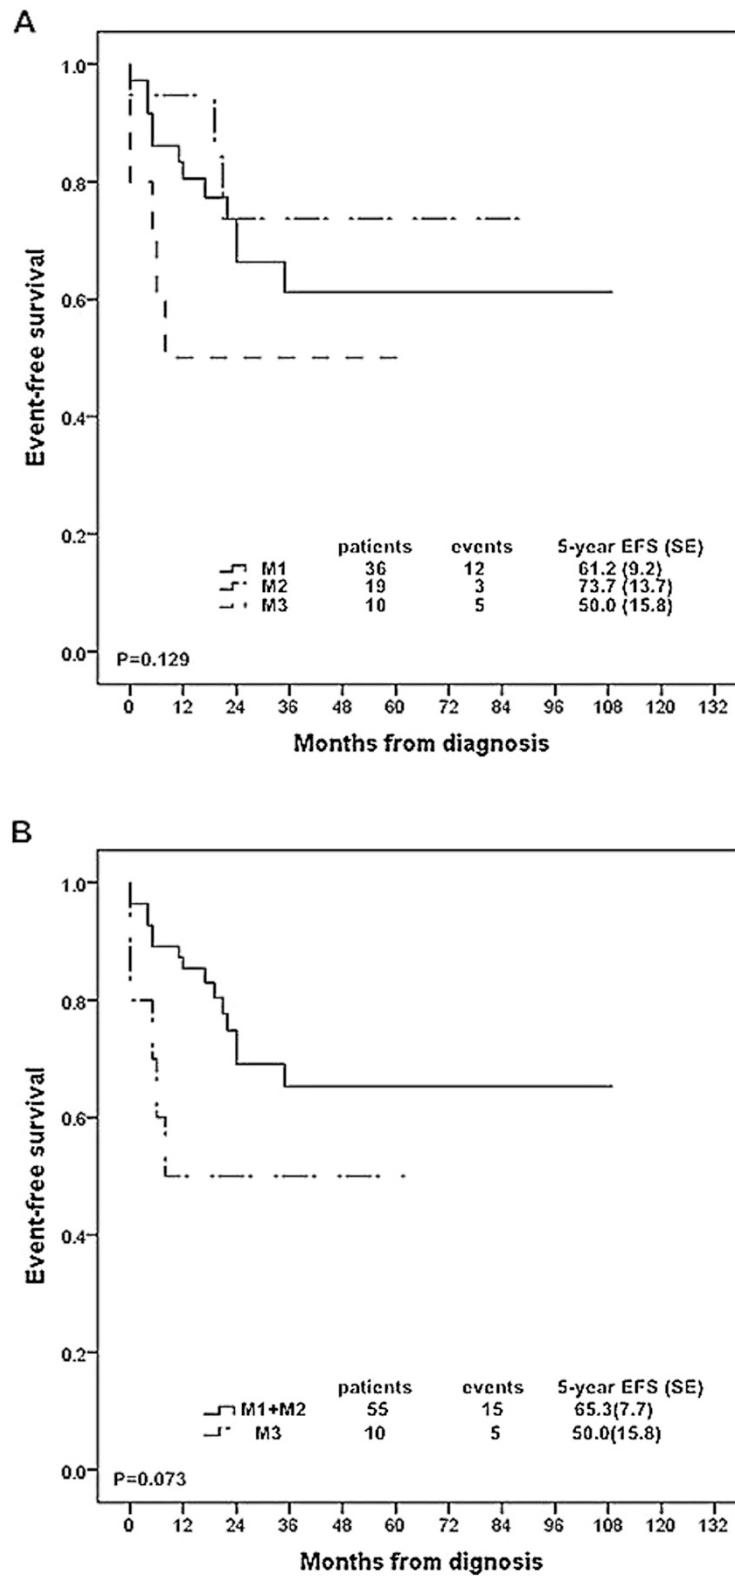 A
1.0
0.8
0.6
0.4
0.2
0.0
Event-free survival
patients events 5-year EFS (SE)
M1 36 12 61.2 (9.2)
M2 19 3 73.7 (13.7)
M3 10 5 50.0 (15.8)
P=0.129
0 12 24 36 48 60 72 84 96 108 120 132
Months from diagnosis
B
1.0
0.8
0.6
0.4
0.2
0.0
Event-free survival
patients events 5-year EFS (SE)
M1+M2 55 15 65.3(7.7)
M3 10 5 50.0(15.8)
P=0.073
0 12 24 36 48 60 72 84 96 108 120 132
Months from dignosis